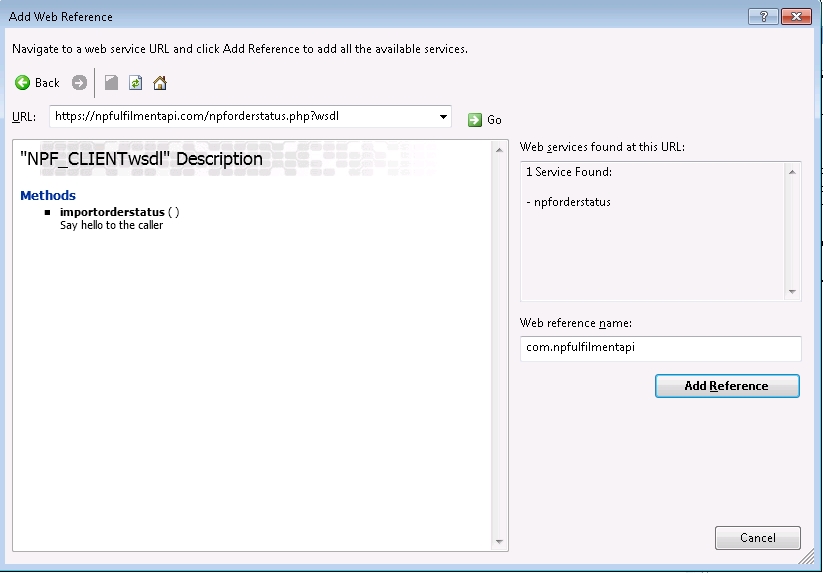 Add Web Reference
?
Navigate to a web service URL and click Add Reference to add all the available services.
Back
URL: https://npfulfilmentapi.com/npforderstatus.php?wsdl Go
"NPF_CLIENTwsdl" Description
Methods
importorderstatus ( )
Say hello to the caller
Web services found at this URL:
1 Service Found:
- npforderstatus
Web reference name:
com.npfulfilmentapi
Add Reference
Cancel